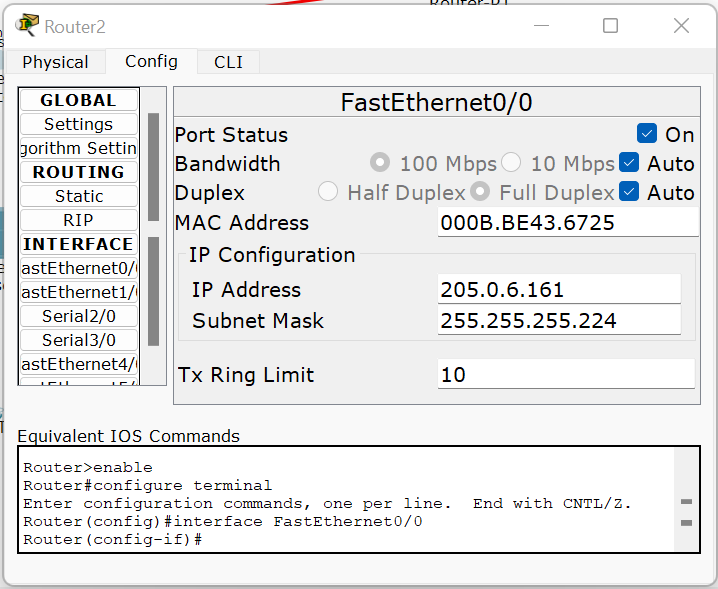 Router-PT
Router2
Physical Config CLI
GLOBAL
Settings
gorithm Settin
ROUTING
Static
RIP
INTERFACE
astEthernet0/
astEthernet1/
Serial2/0
Serial3/0
astEthernet4/
FastEthernet0/0
Port Status On
Bandwidth 100 Mbps 10 Mbps Auto
Duplex Half Duplex Full Duplex Auto
MAC Address 000B.BE43.6725
IP Configuration
IP Address 205.0.6.161
Subnet Mask 255.255.255.224
Tx Ring Limit 10
Equivalent IOS Commands
Router>enable
Router#configure terminal
Enter configuration commands, one per line.  End with CNTL/Z.
Router(config)#interface FastEthernet0/0
Router(config-if)#